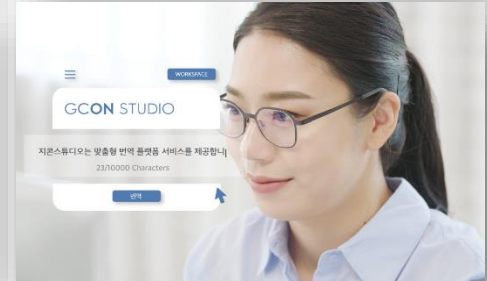 WORKSPACE
GCON STUDIO
지콘스튜디오는 맞춤형 번역 플랫폼 서비스를 제공합니
23/10000 Characters
번역